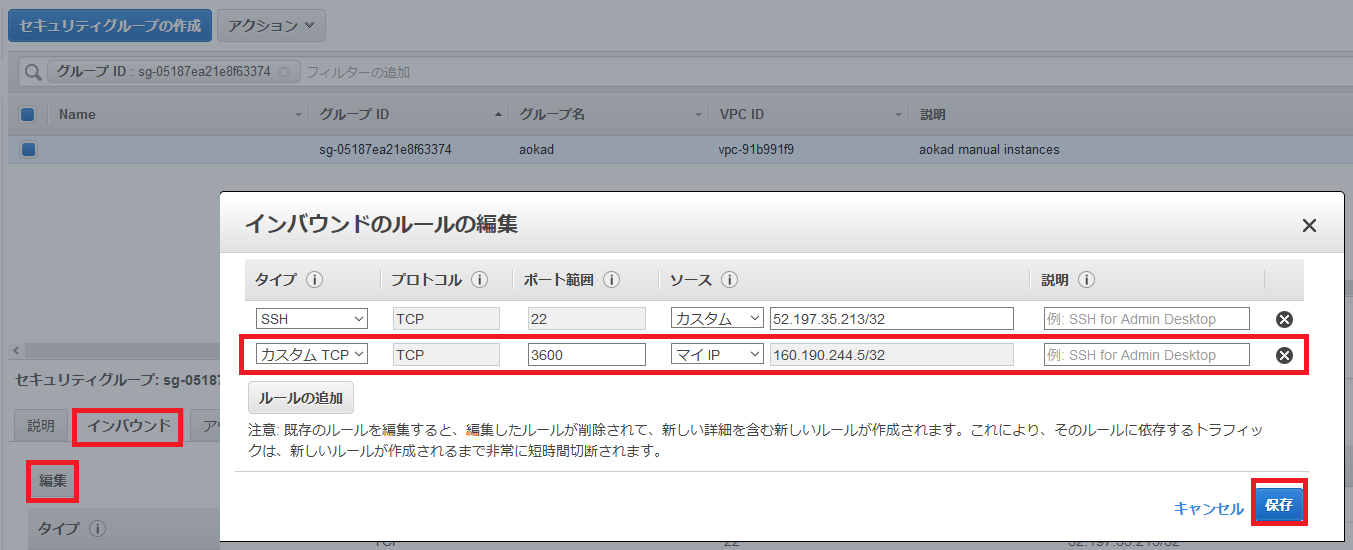 セキュリティグループの作成 アクション
グループ ID : sg-05187ea21e8f63374 フィルターの追加
Name グループ ID グループ名 VPC ID 説明
sg-05187ea21e8f63374 aokad vpc-91b991f9 aokad manual instances
インバウンドのルールの編集
タイプ プロトコル ポート範囲 ソース 説明
SSH TCP 22 カスタム 52.197.35.213/32 例: SSH for Admin Desktop
カスタム TCP TCP 3600 マイ IP 160.190.244.5/32 例: SSH for Admin Desktop
ルールの追加
注意: 既存のルールを編集すると、編集したルールが削除されて、新しい詳細を含む新しいルールが作成されます。これにより、そのルールに依存するトラフィッ
クは、新しいルールが作成されるまで非常に短時間切断されます。
キャンセル 保存
セキュリティグループ: sg-05187
説明 インバウンド
編集
タイプ